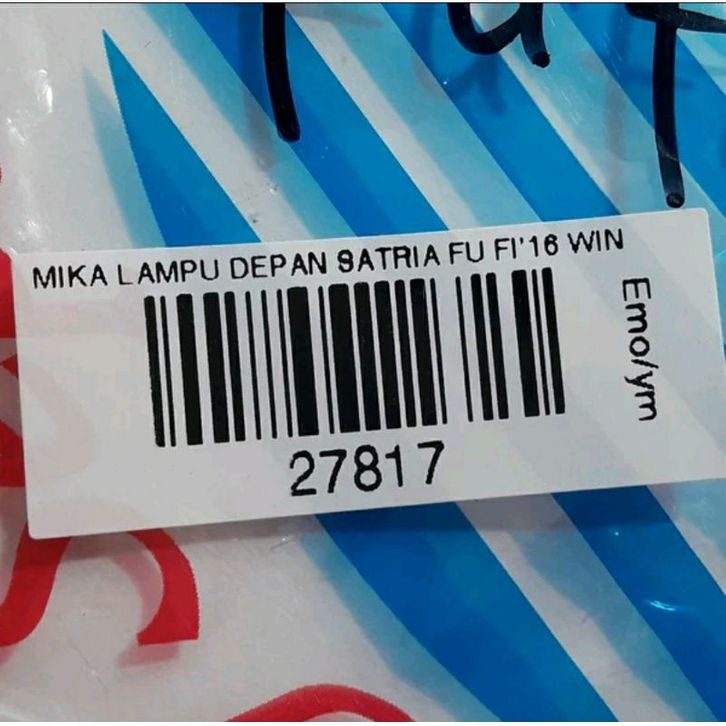 MIKA LAMPU DEPAN SATRIA FU FI'16 WIN
Emo/ym
27817